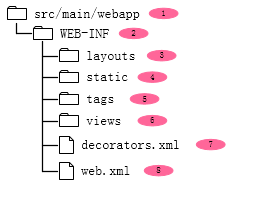 src/main/webapp 1
WEB-INF 2
layouts 3
static 4
tags 5
views 6
decorators.xml 7
web.xml 8